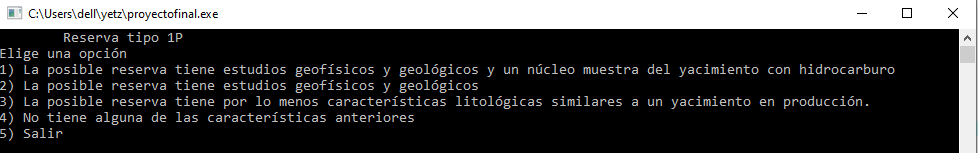 C:\Users\dell\yetz\proyectofinal.exe
Reserva tipo 1P
Elige una opción
1) La posible reserva tiene estudios geofísicos y geológicos y un núcleo muestra del yacimiento con hidrocarburo
2) La posible reserva tiene estudios geofísicos y geológicos
3) La posible reserva tiene por lo menos características litológicas similares a un yacimiento en producción.
4) No tiene alguna de las características anteriores
5) Salir